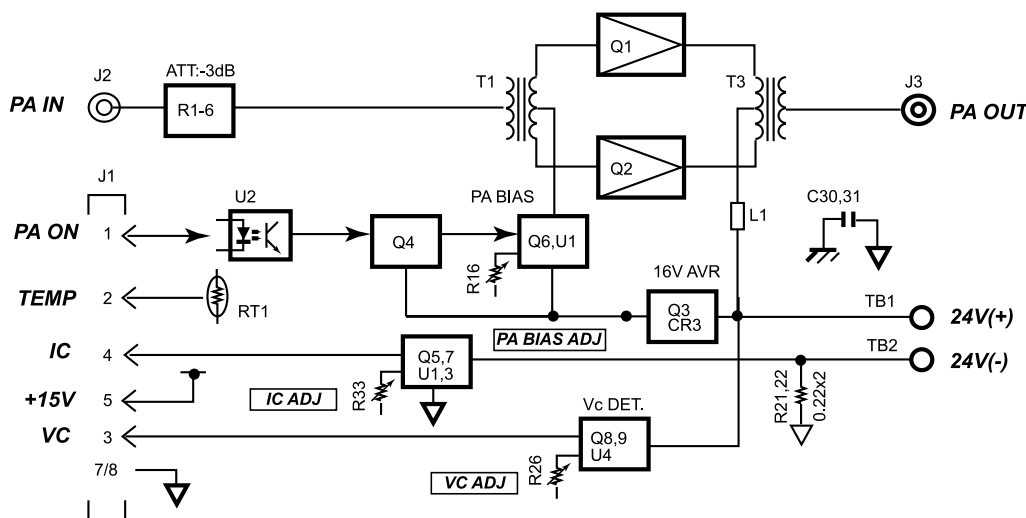 ATT:-3dB
J2
PA IN
R1-6
T1
Q1
Q2
T3
J3
PA OUT
J1
U2
PA BIAS
L1
C30,31
PA ON
1
Q4
Q6,U1
R16
16V AVR
TEMP
2
RT1
Q3
CR3
TB1
24V(+)
PA BIAS ADJ
IC
4
Q5,7
U1,3
TB2
24V(-)
IC ADJ
R33
R21,22
0.22x2
+15V
5
Vc DET.
VC
3
Q8,9
U4
VC ADJ
R26
7/8